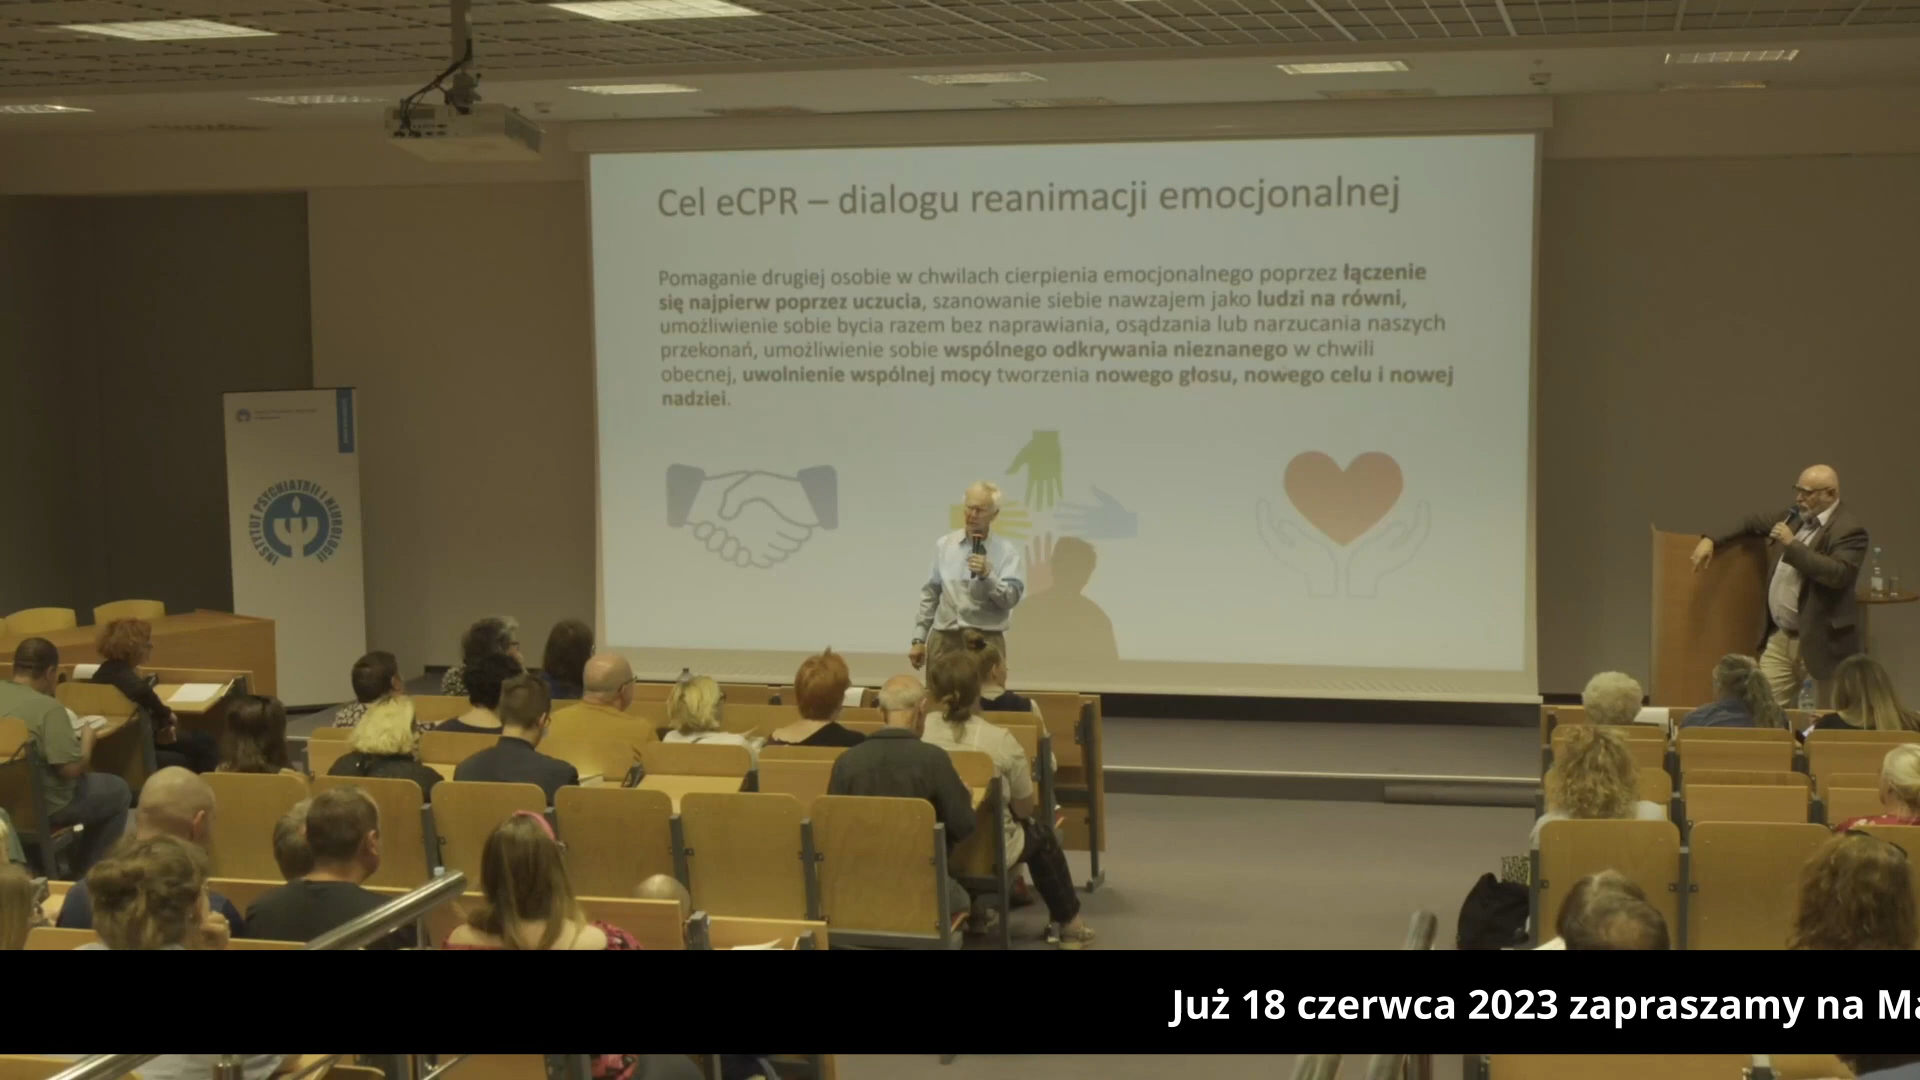 Cel eCPR – dialogu reanimacji emocjonalnej
Pomaganie drugiej osobie w chwilach cierpienia emocjonalnego poprzez łączenie
się najpierw poprzez uczucia, szanowanie siebie nawzajem jako ludzi na równi,
umożliwienie sobie bycia razem bez naprawiania, osądzania lub narzucania naszych
przekonań, umożliwienie sobie wspólnego odkrywania nieznanego w chwili
obecnej, uwolnienie wspólnej mocy tworzenia nowego głosu, nowego celu i nowej
nadziei.
INSTYTUT PSYCHIATRII I NEUROLOGII
Już 18 czerwca 2023 zapraszamy na Ma